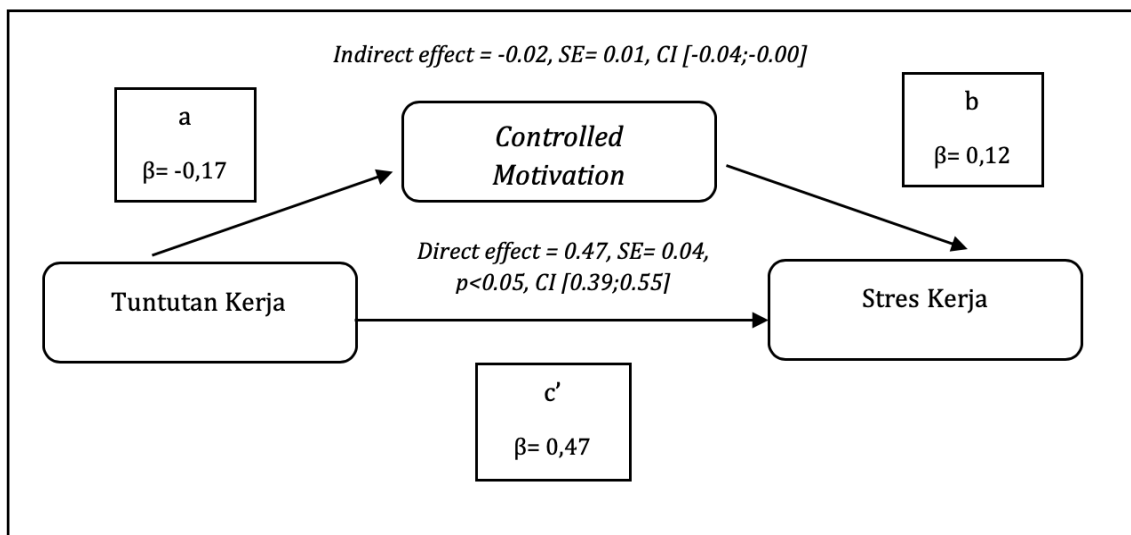 Indirect effect = -0.02, SE= 0.01, CI [-0.04;-0.00]
a
β= -0,17
Controlled
Motivation
b
β= 0,12
Direct effect = 0.47, SE= 0.04,
p<0.05, CI [0.39;0.55]
Tuntutan Kerja
Stres Kerja
c’
β= 0,47